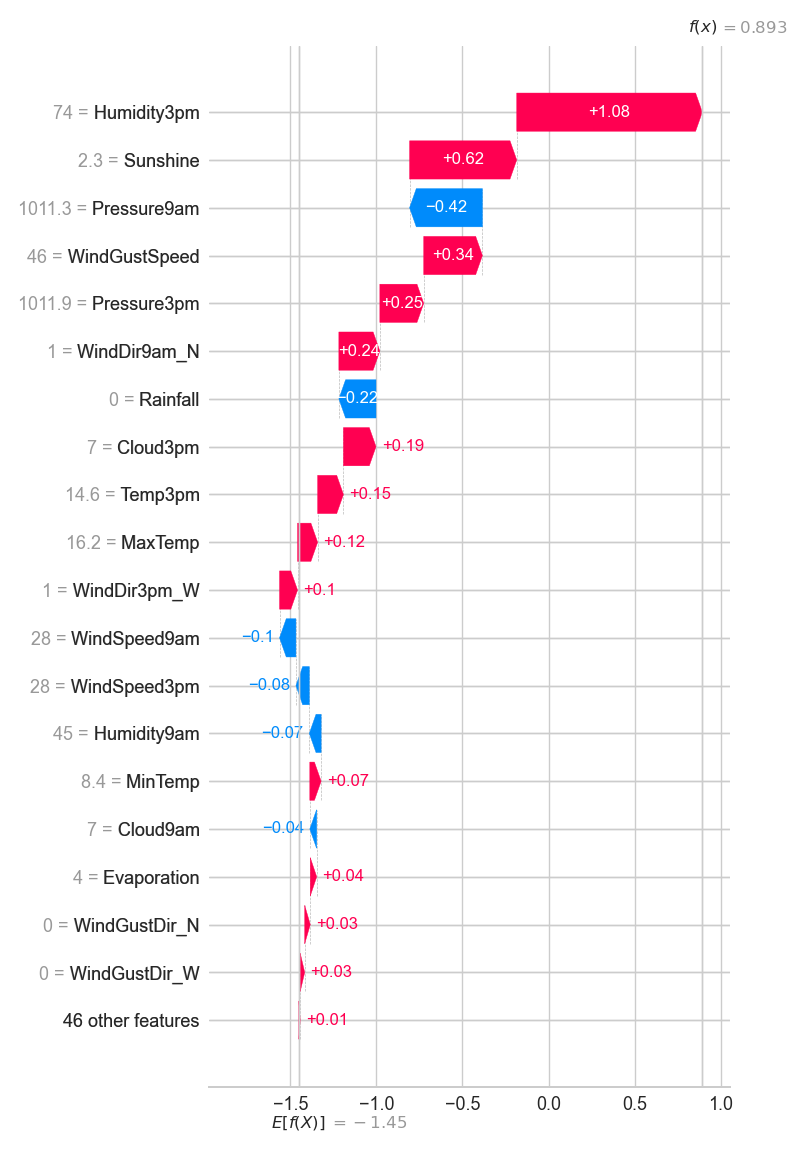 f(x) = 0.893
74 = Humidity3pm +1.08
2.3 = Sunshine +0.62
1011.3 = Pressure9am −0.42
46 = WindGustSpeed +0.34
1011.9 = Pressure3pm +0.25
1 = WindDir9am_N +0.24
0 = Rainfall −0.22
7 = Cloud3pm +0.19
14.6 = Temp3pm +0.15
16.2 = MaxTemp +0.12
1 = WindDir3pm_W +0.1
28 = WindSpeed9am −0.1
28 = WindSpeed3pm −0.08
45 = Humidity9am −0.07
8.4 = MinTemp +0.07
7 = Cloud9am −0.04
4 = Evaporation +0.04
0 = WindGustDir_N +0.03
0 = WindGustDir_W +0.03
46 other features +0.01
−1.5 −1.0 −0.5 0.0 0.5 1.0
E[f(X)] = −1.45